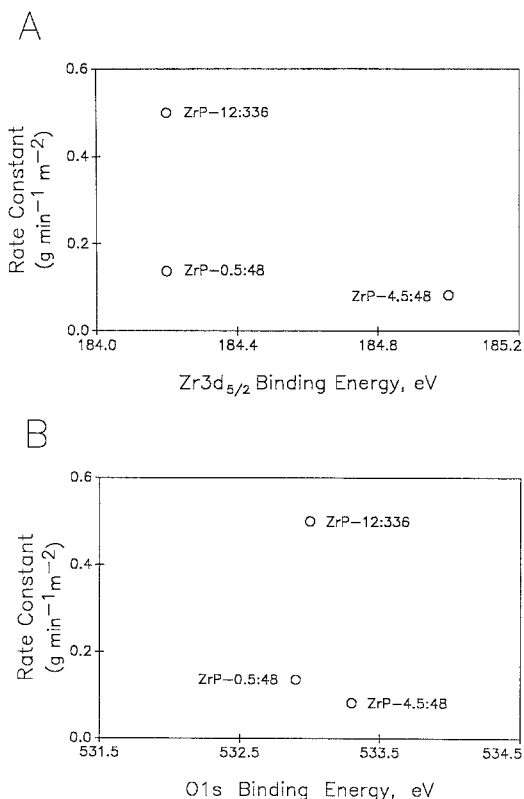 A
0.6
ZrP-12:336
0.4
Rate Constant
(g min-1 m-2)
0.2
ZrP-0.5:48
ZrP-4.5:48
0.0
184.0 184.4 184.8 185.2
Zr3d5/2 Binding Energy, eV
B
0.6
ZrP-12:336
0.4
Rate Constant
(g min-1m-2)
0.2
ZrP-0.5:48
ZrP-4.5:48
0.0
531.5 532.5 533.5 534.5
O1s Binding Energy, eV